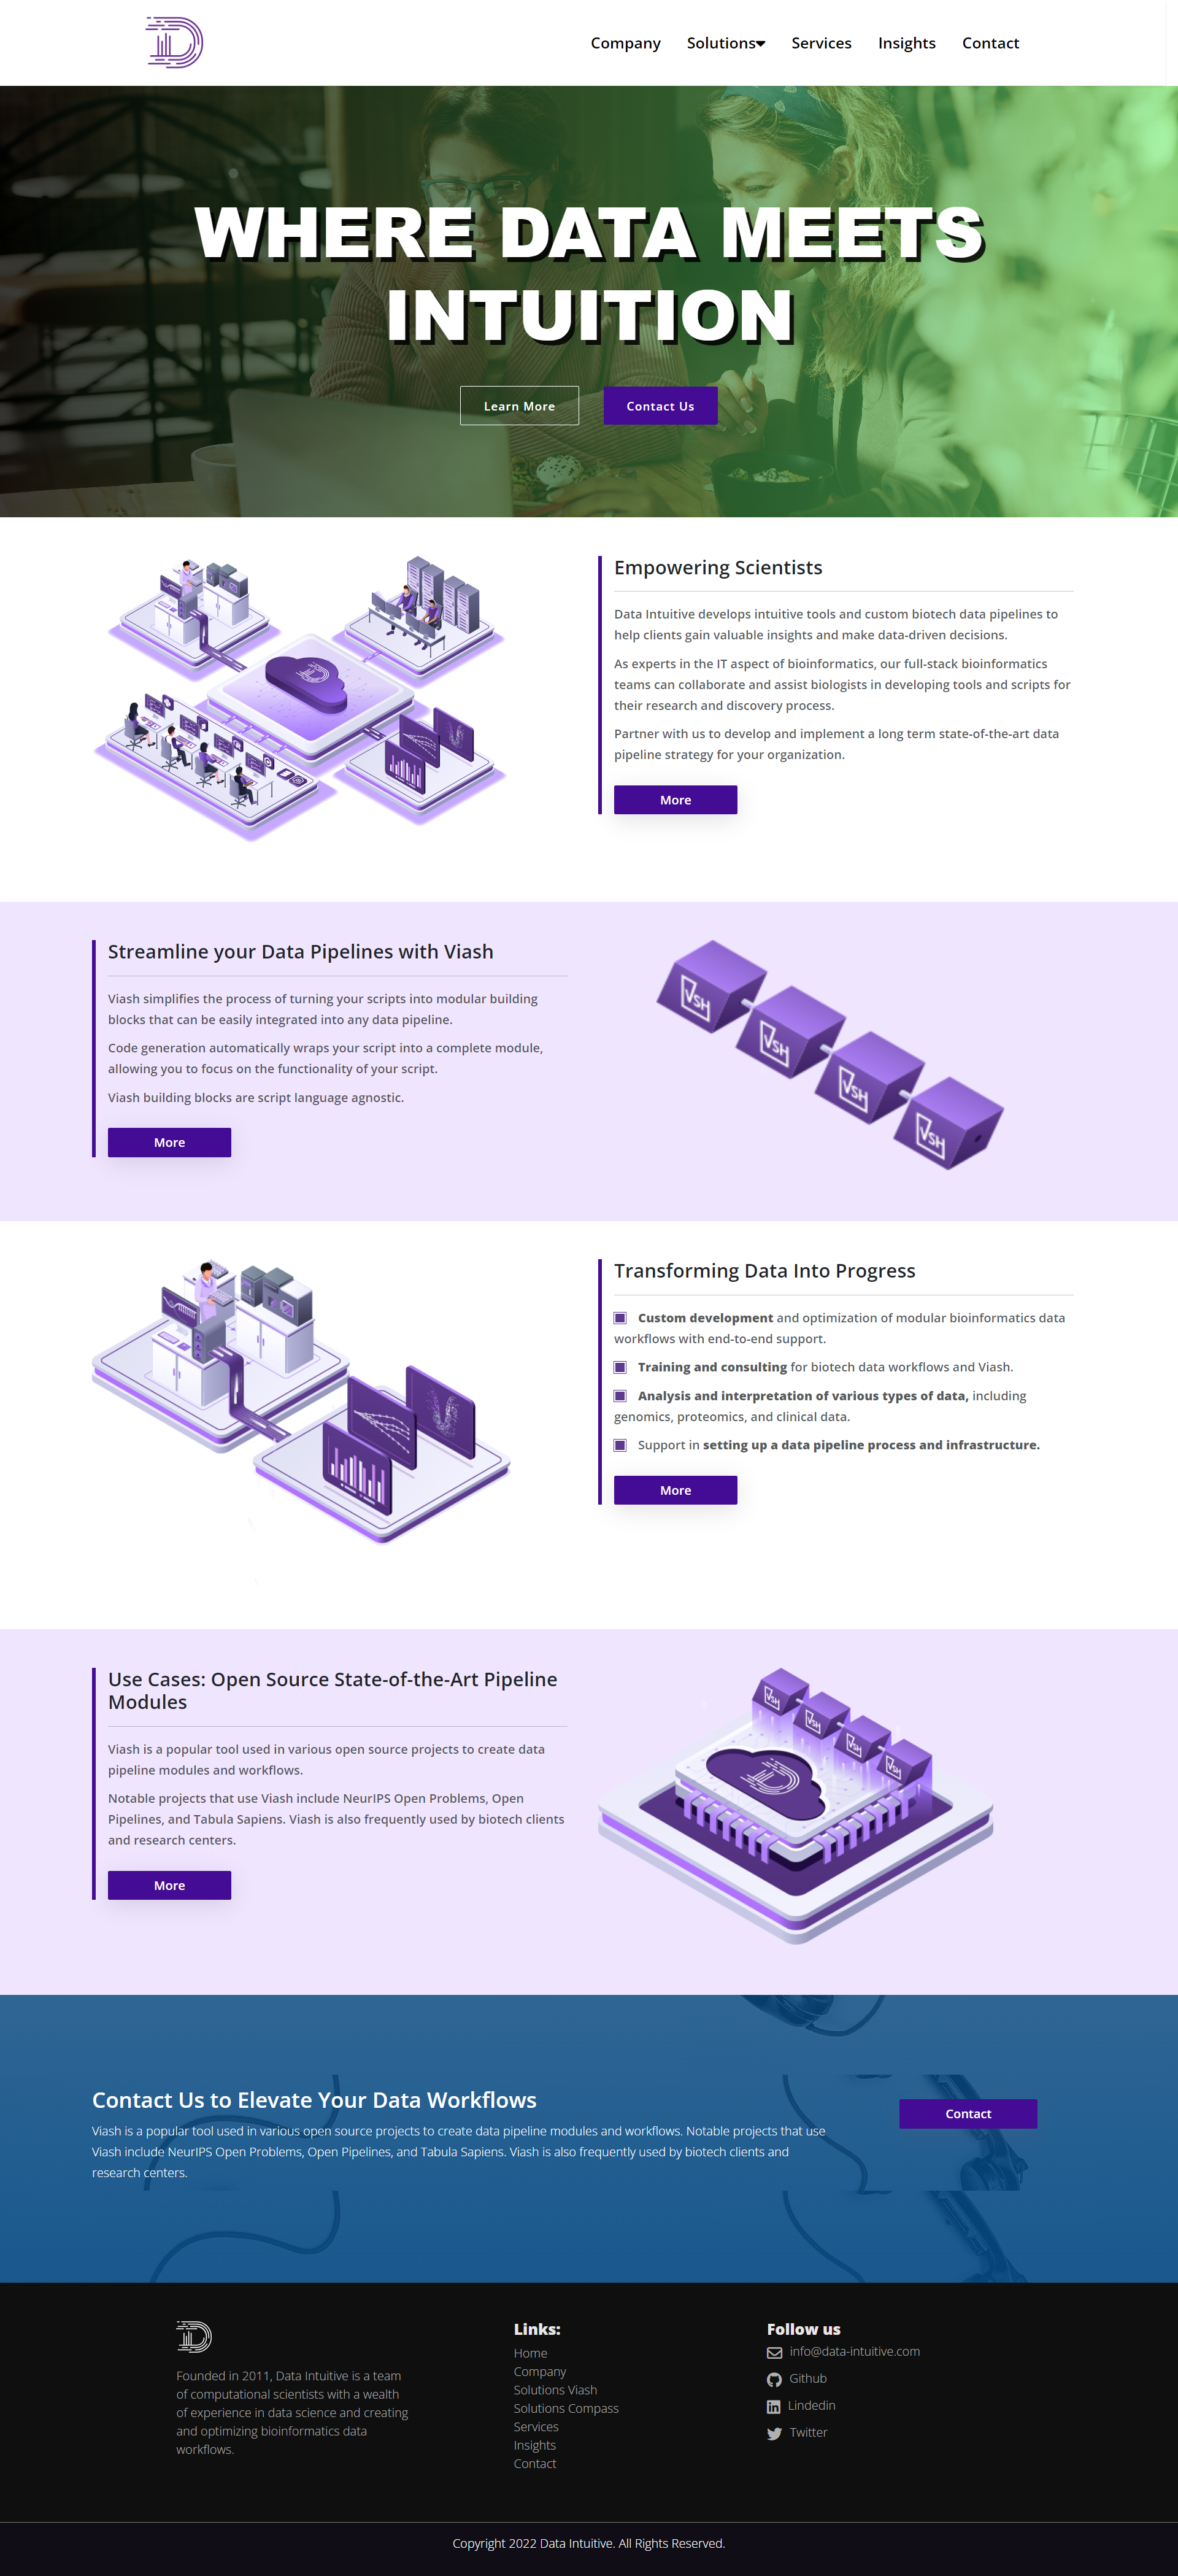 Company Solutions Services Insights Contact
WHERE DATA MEETS
INTUITION
Learn More Contact Us
Empowering Scientists
Data Intuitive develops intuitive tools and custom biotech data pipelines to
help clients gain valuable insights and make data-driven decisions.
As experts in the IT aspect of bioinformatics, our full-stack bioinformatics
teams can collaborate and assist biologists in developing tools and scripts for
their research and discovery process.
Partner with us to develop and implement a long term state-of-the-art data
pipeline strategy for your organization.
More
Streamline your Data Pipelines with Viash
Viash simplifies the process of turning your scripts into modular building
blocks that can be easily integrated into any data pipeline.
Code generation automatically wraps your script into a complete module,
allowing you to focus on the functionality of your script.
Viash building blocks are script language agnostic.
More
VSH
VSH
VSH
VSH
Transforming Data Into Progress
Custom development and optimization of modular bioinformatics data
workflows with end-to-end support.
Training and consulting for biotech data workflows and Viash.
Analysis and interpretation of various types of data, including
genomics, proteomics, and clinical data.
Support in setting up a data pipeline process and infrastructure.
More
Use Cases: Open Source State-of-the-Art Pipeline
Modules
Viash is a popular tool used in various open source projects to create data
pipeline modules and workflows.
Notable projects that use Viash include NeurIPS Open Problems, Open
Pipelines, and Tabula Sapiens. Viash is also frequently used by biotech clients
and research centers.
More
VSH
VSH
VSH
VSH
Contact Us to Elevate Your Data Workflows
Viash is a popular tool used in various open source projects to create data pipeline modules and workflows. Notable projects that use
Viash include NeurIPS Open Problems, Open Pipelines, and Tabula Sapiens. Viash is also frequently used by biotech clients and
research centers.
Contact
Founded in 2011, Data Intuitive is a team
of computational scientists with a wealth
of experience in data science and creating
and optimizing bioinformatics data
workflows.
Links:
Home
Company
Solutions Viash
Solutions Compass
Services
Insights
Contact
Follow us
info@data-intuitive.com
Github
Lindedin
Twitter
Copyright 2022 Data Intuitive. All Rights Reserved.